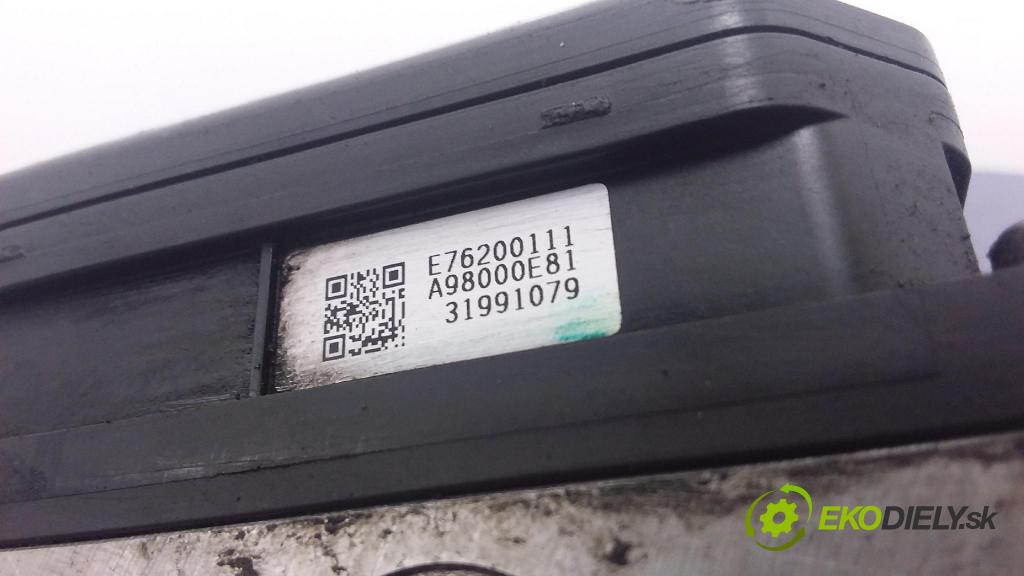 E76200111
A98000E81
31991079
EKODIELY.sk